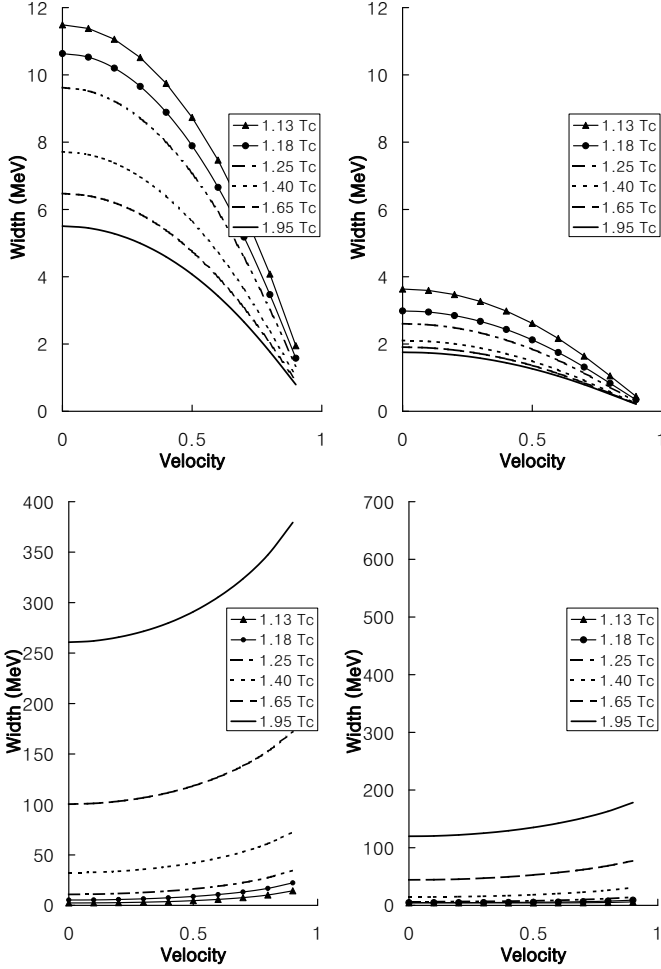 12
10
8
6
4
2
0
Width (MeV)
1.13 Tc
1.18 Tc
1.25 Tc
1.40 Tc
1.65 Tc
1.95 Tc
0
0.5
1
Velocity
12
10
8
6
4
2
0
Width (MeV)
1.13 Tc
1.18 Tc
1.25 Tc
1.40 Tc
1.65 Tc
1.95 Tc
0
0.5
1
Velocity
400
350
300
250
200
150
100
50
0
Width (MeV)
1.13 Tc
1.18 Tc
1.25 Tc
1.40 Tc
1.65 Tc
1.95 Tc
0
0.5
1
Velocity
700
600
500
400
300
200
100
0
Width (MeV)
1.13 Tc
1.18 Tc
1.25 Tc
1.40 Tc
1.65 Tc
1.95 Tc
0
0.5
1
Velocity